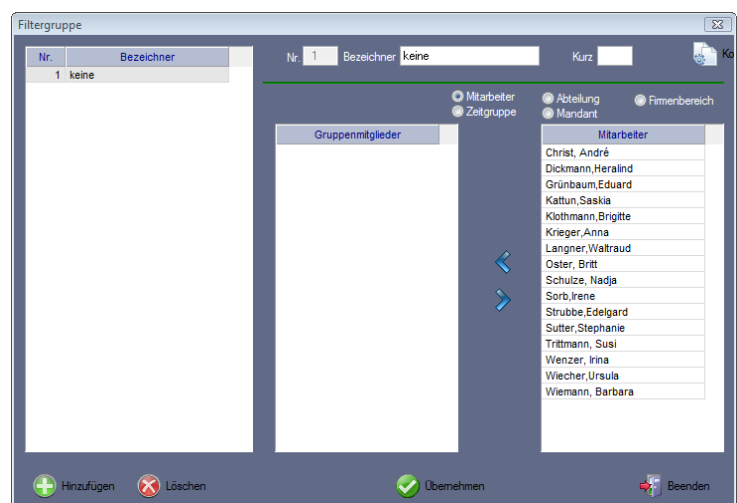 Filtergruppe
Nr. Bezeichner
1 keine
Nr. 1 Bezeichner keine Kurz Ko
Mitarbeiter Abteilung Firmenbereich
Zeitgruppe Mandant
Gruppenmitglieder Mitarbeiter
Christ, André
Dickmann,Heralind
Grünbaum,Eduard
Kattun,Saskia
Klothmann,Brigitte
Krieger,Anna
Langner,Waltraud
Oster, Britt
Schulze, Nadja
Sorb,Irene
Strubbe,Edelgard
Sutter,Stephanie
Trittmann, Susi
Wenzer, Irina
Wiecher,Ursula
Wiemann, Barbara
Hinzufügen Löschen Übernehmen Beenden